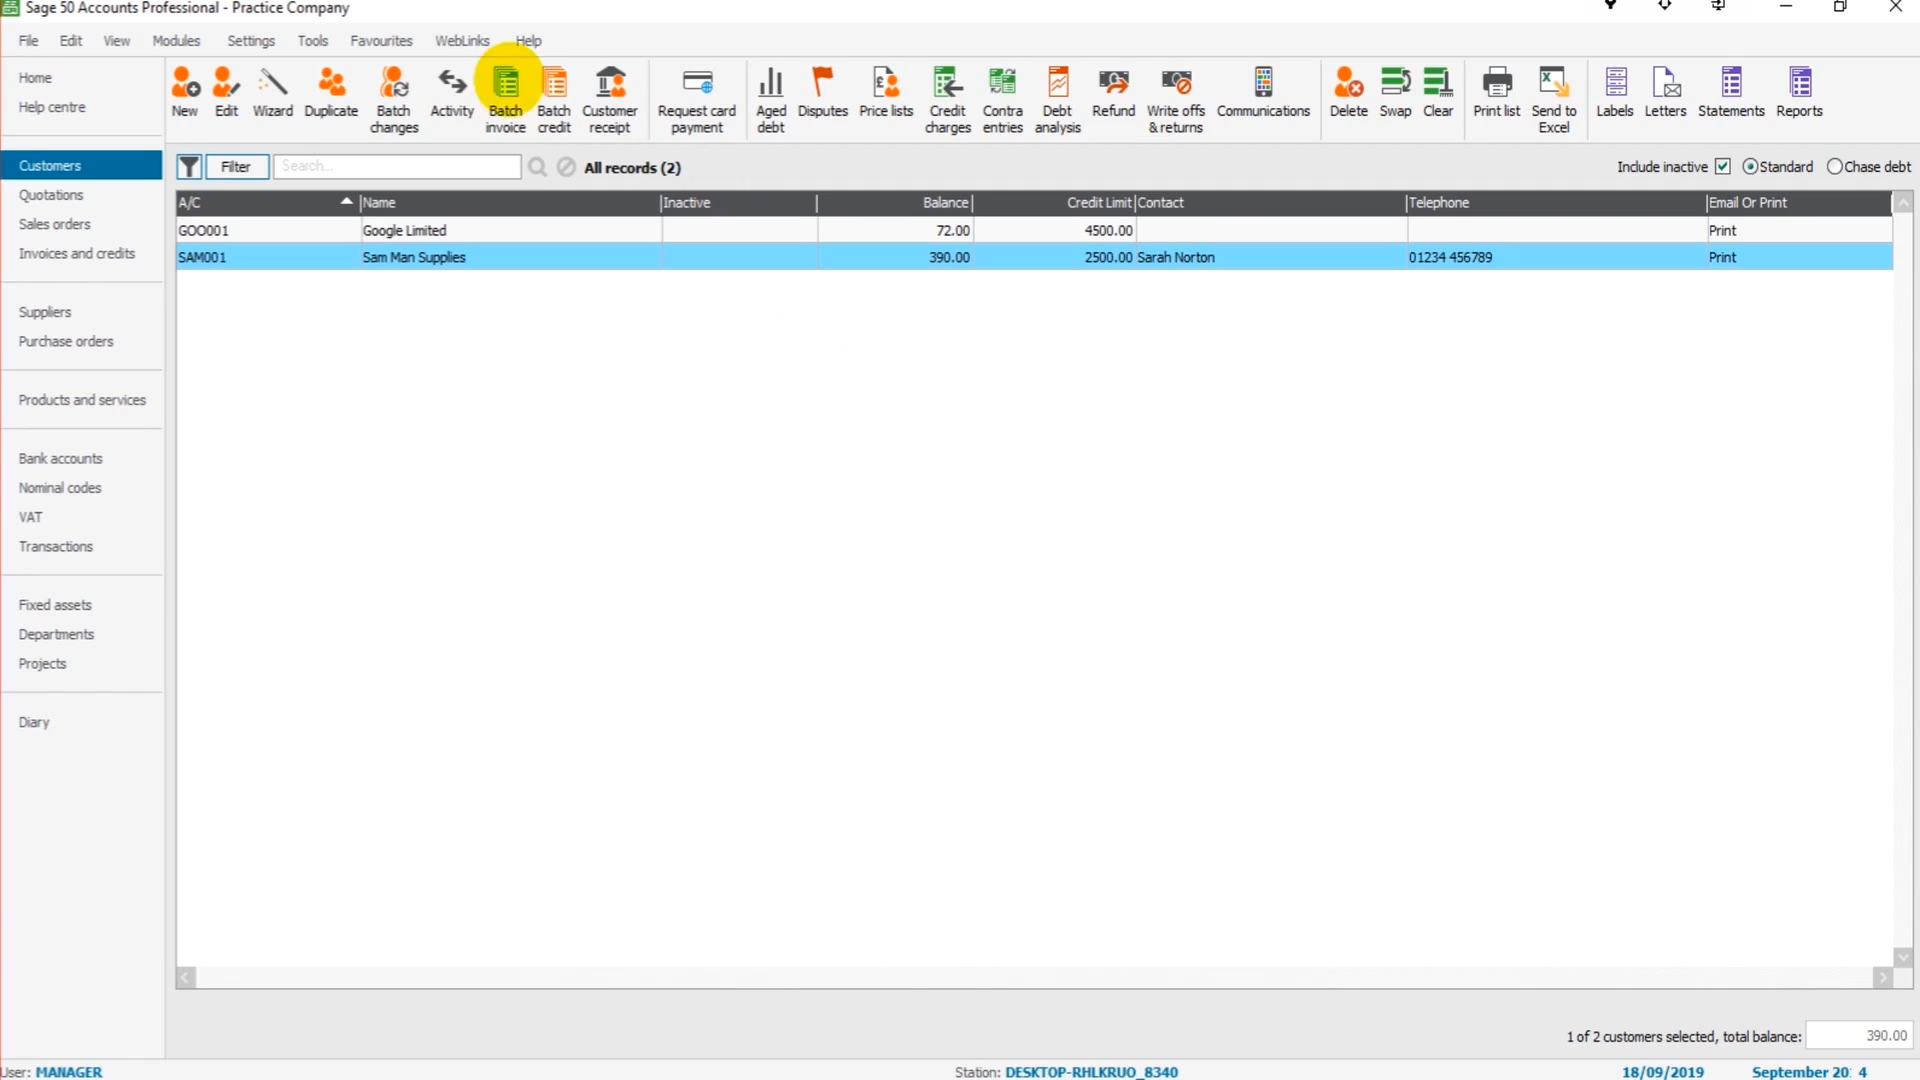 Sage 50 Accounts Professional - Practice Company
File Edit View Modules Settings Tools Favourites WebLinks Help
Home
Help centre
Customers
Quotations
Sales orders
Invoices and credits
Suppliers
Purchase orders
Products and services
Bank accounts
Nominal codes
VAT
Transactions
Fixed assets
Departments
Projects
Diary
New
Edit
Wizard
Duplicate
Batch
changes
Activity
Batch
invoice
Batch
credit
Customer
receipt
Request card
payment
Aged
debt
Disputes
Price lists
Credit
charges
Contra
entries
Debt
analysis
Refund
Write offs
& returns
Communications
Delete
Swap
Clear
Print list
Send to
Excel
Labels
Letters
Statements
Reports
Filter Search... All records (2) Include inactive Standard Chase debt
A/C Name Inactive Balance Credit Limit Contact Telephone Email Or Print
GOO001 Google Limited 72.00 4500.00 Print
SAM001 Sam Man Supplies 390.00 2500.00 Sarah Norton 01234 456789 Print
1 of 2 customers selected, total balance: 390.00
User: MANAGER Station: DESKTOP-RHLKRUO_8340 18/09/2019 September